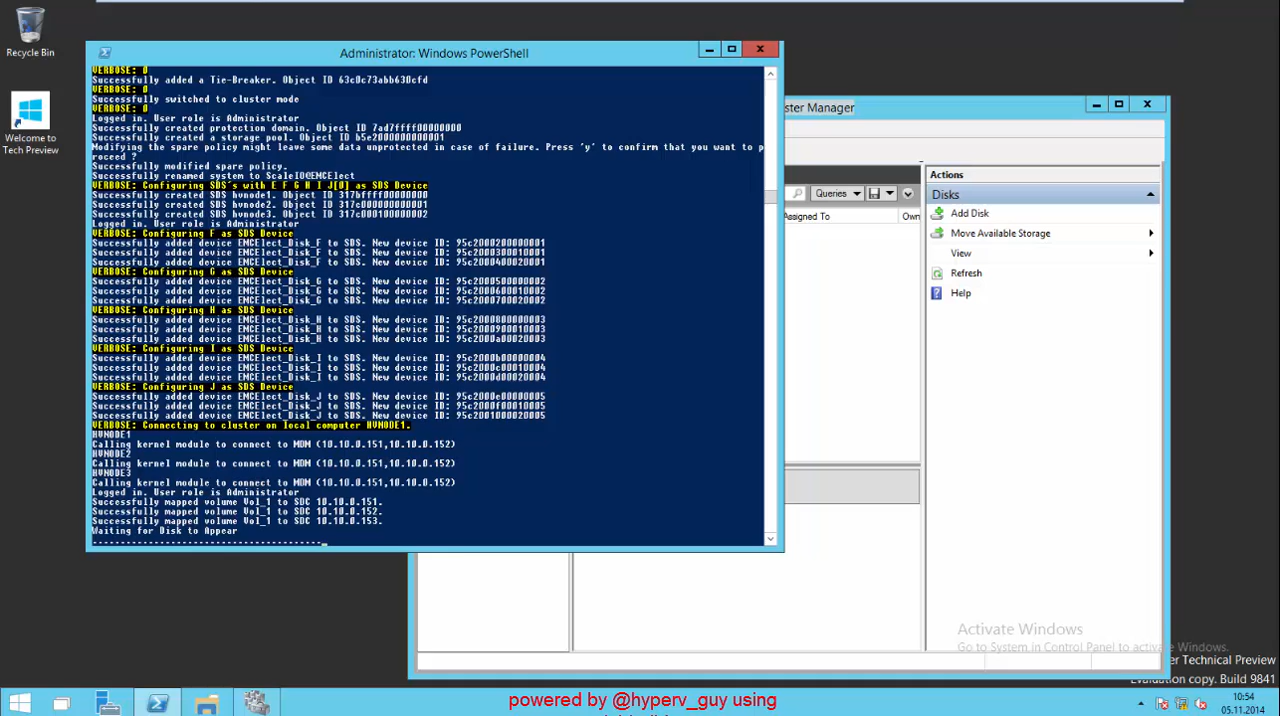 Recycle Bin
Welcome to
Tech Preview
Administrator: Windows PowerShell
VERBOSE: 0
Successfully added a Tie-Breaker. Object ID 63c0c73abb630cfd
VERBOSE: 0
Successfully switched to cluster mode
VERBOSE: 0
Logged in. User role is Administrator
Successfully created protection domain. Object ID 7ad7ffff00000000
Successfully created a storage pool. Object ID b5e2000000000001
Modifying the spare policy might leave some data unprotected in case of failure. Press 'y' to confirm that you want to p
roceed ?
Successfully modified spare policy.
Successfully renamed system to ScaleIO@EMCElect
VERBOSE: Configuring SDS's with E F G H I J[0] as SDS Device
Successfully created SDS hvnode1. Object ID 317bffff00000000
Successfully created SDS hvnode2. Object ID 317c000000000001
Successfully created SDS hvnode3. Object ID 317c000100000002
Logged in. User role is Administrator
VERBOSE: Configuring F as SDS Device
Successfully added device EMCElect_Disk_F to SDS. New device ID: 95c2000200000001
Successfully added device EMCElect_Disk_F to SDS. New device ID: 95c2000300010001
Successfully added device EMCElect_Disk_F to SDS. New device ID: 95c2000400020001
VERBOSE: Configuring G as SDS Device
Successfully added device EMCElect_Disk_G to SDS. New device ID: 95c2000500000002
Successfully added device EMCElect_Disk_G to SDS. New device ID: 95c2000600010002
Successfully added device EMCElect_Disk_G to SDS. New device ID: 95c2000700020002
VERBOSE: Configuring H as SDS Device
Successfully added device EMCElect_Disk_H to SDS. New device ID: 95c2000800000003
Successfully added device EMCElect_Disk_H to SDS. New device ID: 95c2000900010003
Successfully added device EMCElect_Disk_H to SDS. New device ID: 95c2000a00020003
VERBOSE: Configuring I as SDS Device
Successfully added device EMCElect_Disk_I to SDS. New device ID: 95c2000b00000004
Successfully added device EMCElect_Disk_I to SDS. New device ID: 95c2000c00010004
Successfully added device EMCElect_Disk_I to SDS. New device ID: 95c2000d00020004
VERBOSE: Configuring J as SDS Device
Successfully added device EMCElect_Disk_J to SDS. New device ID: 95c2000e00000005
Successfully added device EMCElect_Disk_J to SDS. New device ID: 95c2000f00010005
Successfully added device EMCElect_Disk_J to SDS. New device ID: 95c2001000020005
VERBOSE: Connecting to cluster on local computer HVNODE1.
HVNODE1
Calling kernel module to connect to MDM (10.10.0.151,10.10.0.152)
HVNODE2
Calling kernel module to connect to MDM (10.10.0.151,10.10.0.152)
HVNODE3
Calling kernel module to connect to MDM (10.10.0.151,10.10.0.152)
Logged in. User role is Administrator
Successfully mapped volume Vol_1 to SDC 10.10.0.151.
Successfully mapped volume Vol_1 to SDC 10.10.0.152.
Successfully mapped volume Vol_1 to SDC 10.10.0.153.
Waiting for Disk to Appear
ster Manager
Queries
Assigned To
Own
Actions
Disks
Add Disk
Move Available Storage
View
Refresh
Help
Activate Windows
Go to System in Control Panel to activate Windows.
er Technical Preview
Evaluation copy. Build 9841
powered by @hyperv_guy using
10:54
05.11.2014